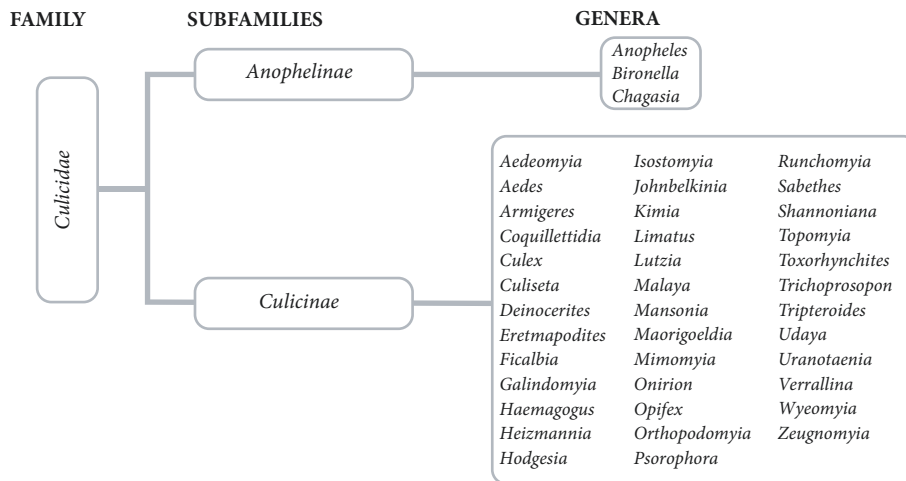 FAMILY SUBFAMILIES GENERA
Culicidae
Anophelinae
Anopheles
Bironella
Chagasia
Culicinae
Aedeomyia Isostomyia Runchomyia
Aedes Johnbelkinia Sabethes
Armigeres Kimia Shannoniana
Coquillettidia Limatus Topomyia
Culex Lutzia Toxorhynchites
Culiseta Malaya Trichoprosopon
Deinocerites Mansonia Tripteroides
Eretmapodites Maorigoeldia Udaya
Ficalbia Mimomyia Uranotaenia
Galindomyia Onirion Verrallina
Haemagogus Opifex Wyeomyia
Heizmannia Orthopodomyia Zeugnomyia
Hodgesia Psorophora